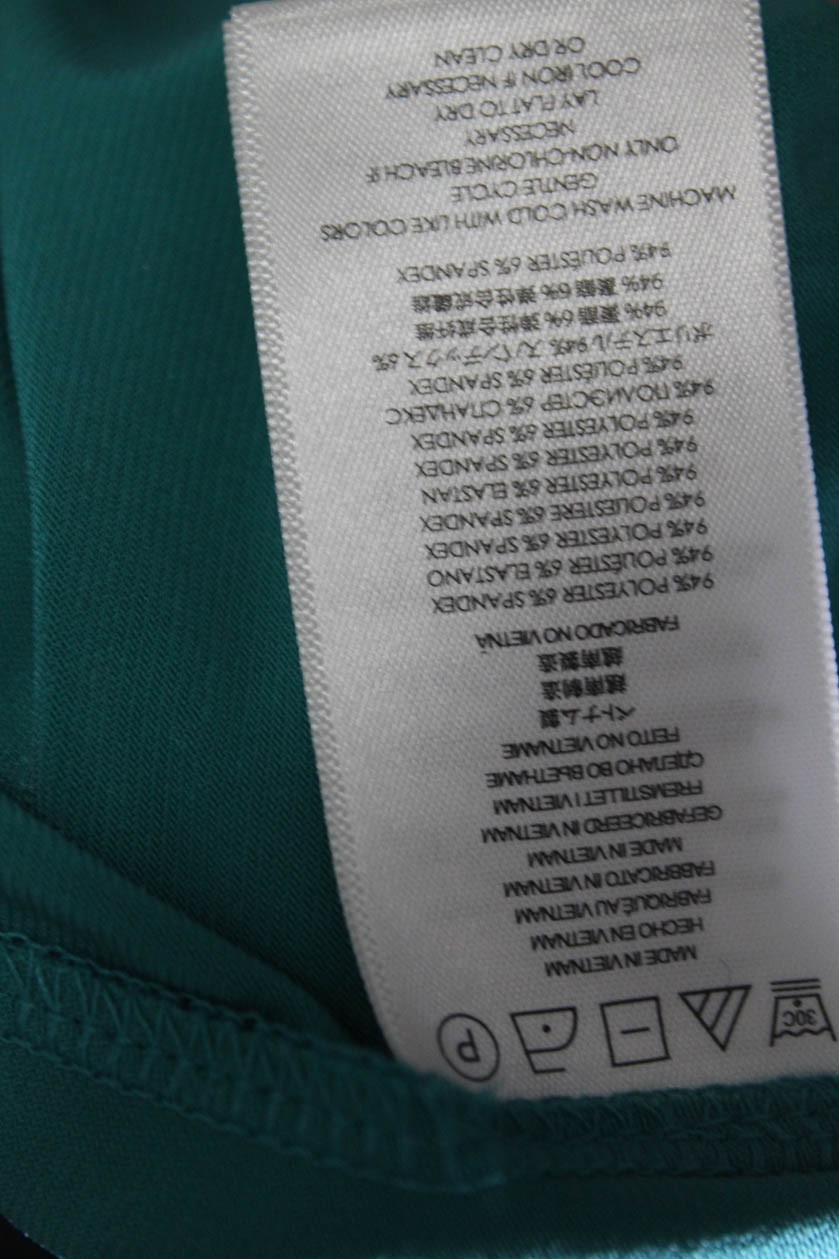 30C
P
MADE IN VIETNAM
HECHO EN VIETNAM
FABRIQUÉ AU VIETNAM
FABBRICATO IN VIETNAM
MADE IN VIETNAM
GEFABRICEERD IN VIETNAM
FREMSTILLET I VIETNAM
СДЕЛАНО ВО ВЬЕТНАМЕ
FEITO NO VIETNAME
ベトナム製
越南制造
越南製造
FABRICADO NO VIETNÃ
94% POLYESTER 6% SPANDEX
94% POLIÉSTER 6% ELASTANO
94% POLYESTER 6% SPANDEX
94% POLIESTERE 6% SPANDEX
94% POLYESTER 6% ELASTAN
94% POLYESTER 6% SPANDEX
94% POLYESTER 6% SPANDEX
94% ПОЛИЭСТЕР 6% СПАНДЕКС
94% POLIÉSTER 6% SPANDEX
ポリエステル 94% スパンデックス 6%
94% 聚酯 6% 弹性合成纤维
94% 聚酯 6% 彈性合成纖維
94% POLIÉSTER 6% SPANDEX
MACHINE WASH COLD WITH LIKE COLORS
GENTLE CYCLE
ONLY NON-CHLORINE BLEACH IF
NECESSARY
LAY FLAT TO DRY
COOL IRON IF NECESSARY
OR DRY CLEAN